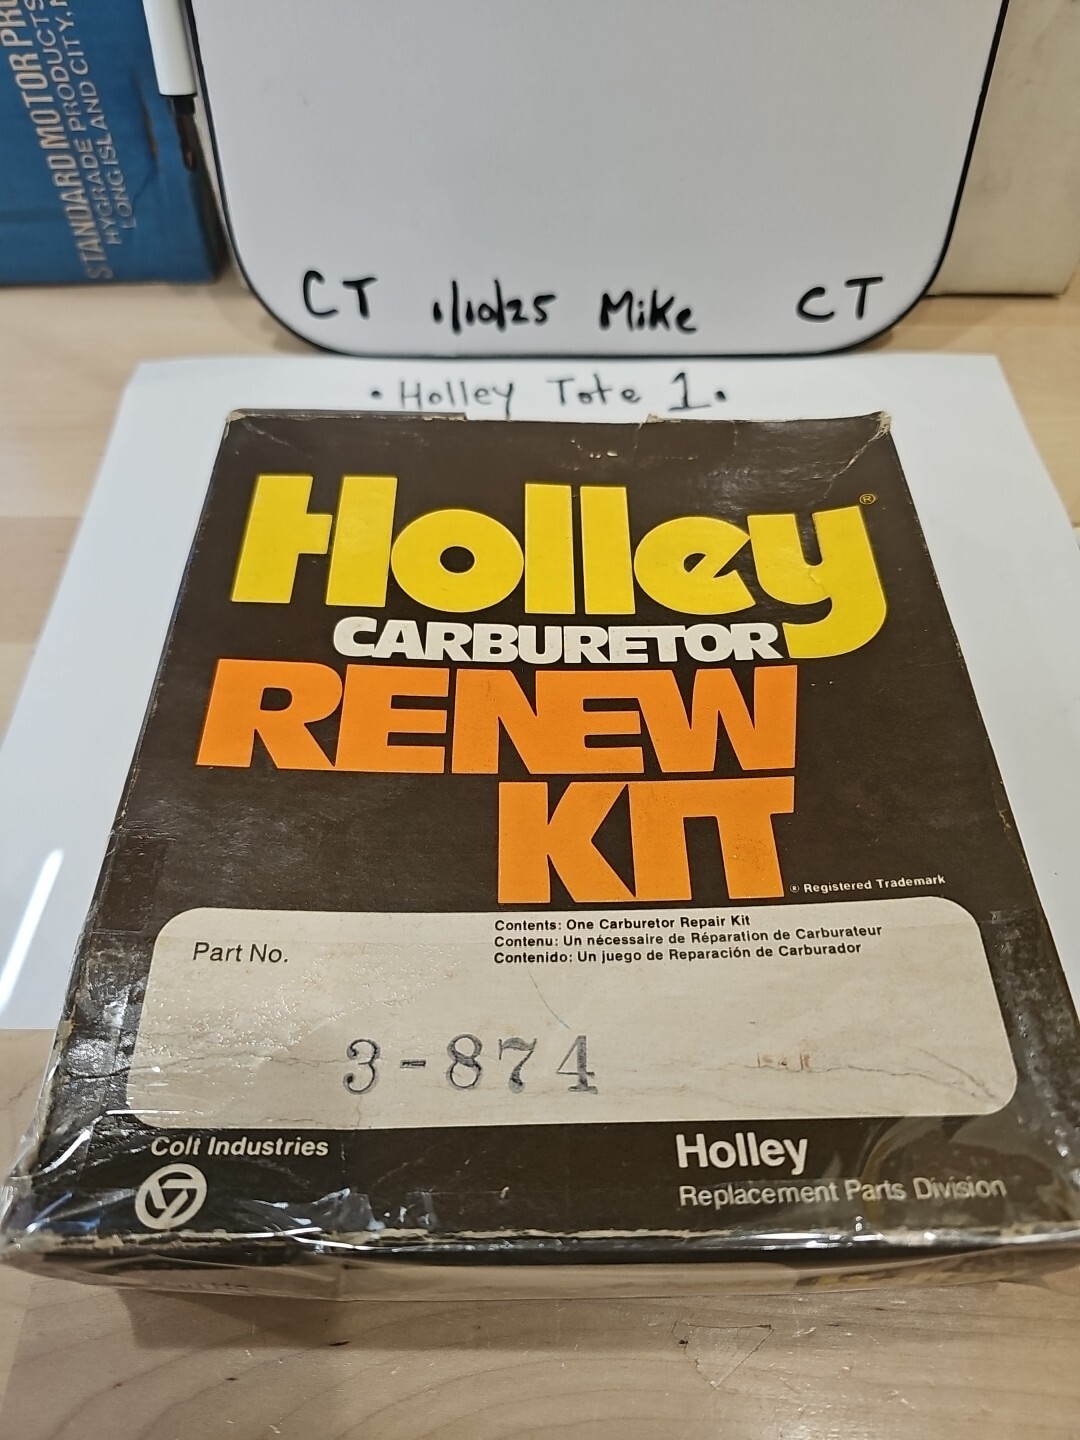 STANDARD MOTOR PR
HYGRADE PRODUCTS
LONG ISLAND CITY, N
CT 1/10/25 Mike CT
• Holley Tote 1 •
Holley®
CARBURETOR
RENEW
KIT
® Registered Trademark
Contents: One Carburetor Repair Kit
Contenu: Un nécessaire de Réparation de Carburateur
Contenido: Un juego de Reparación de Carburador
Part No.
3-874
Colt Industries
Holley
Replacement Parts Division